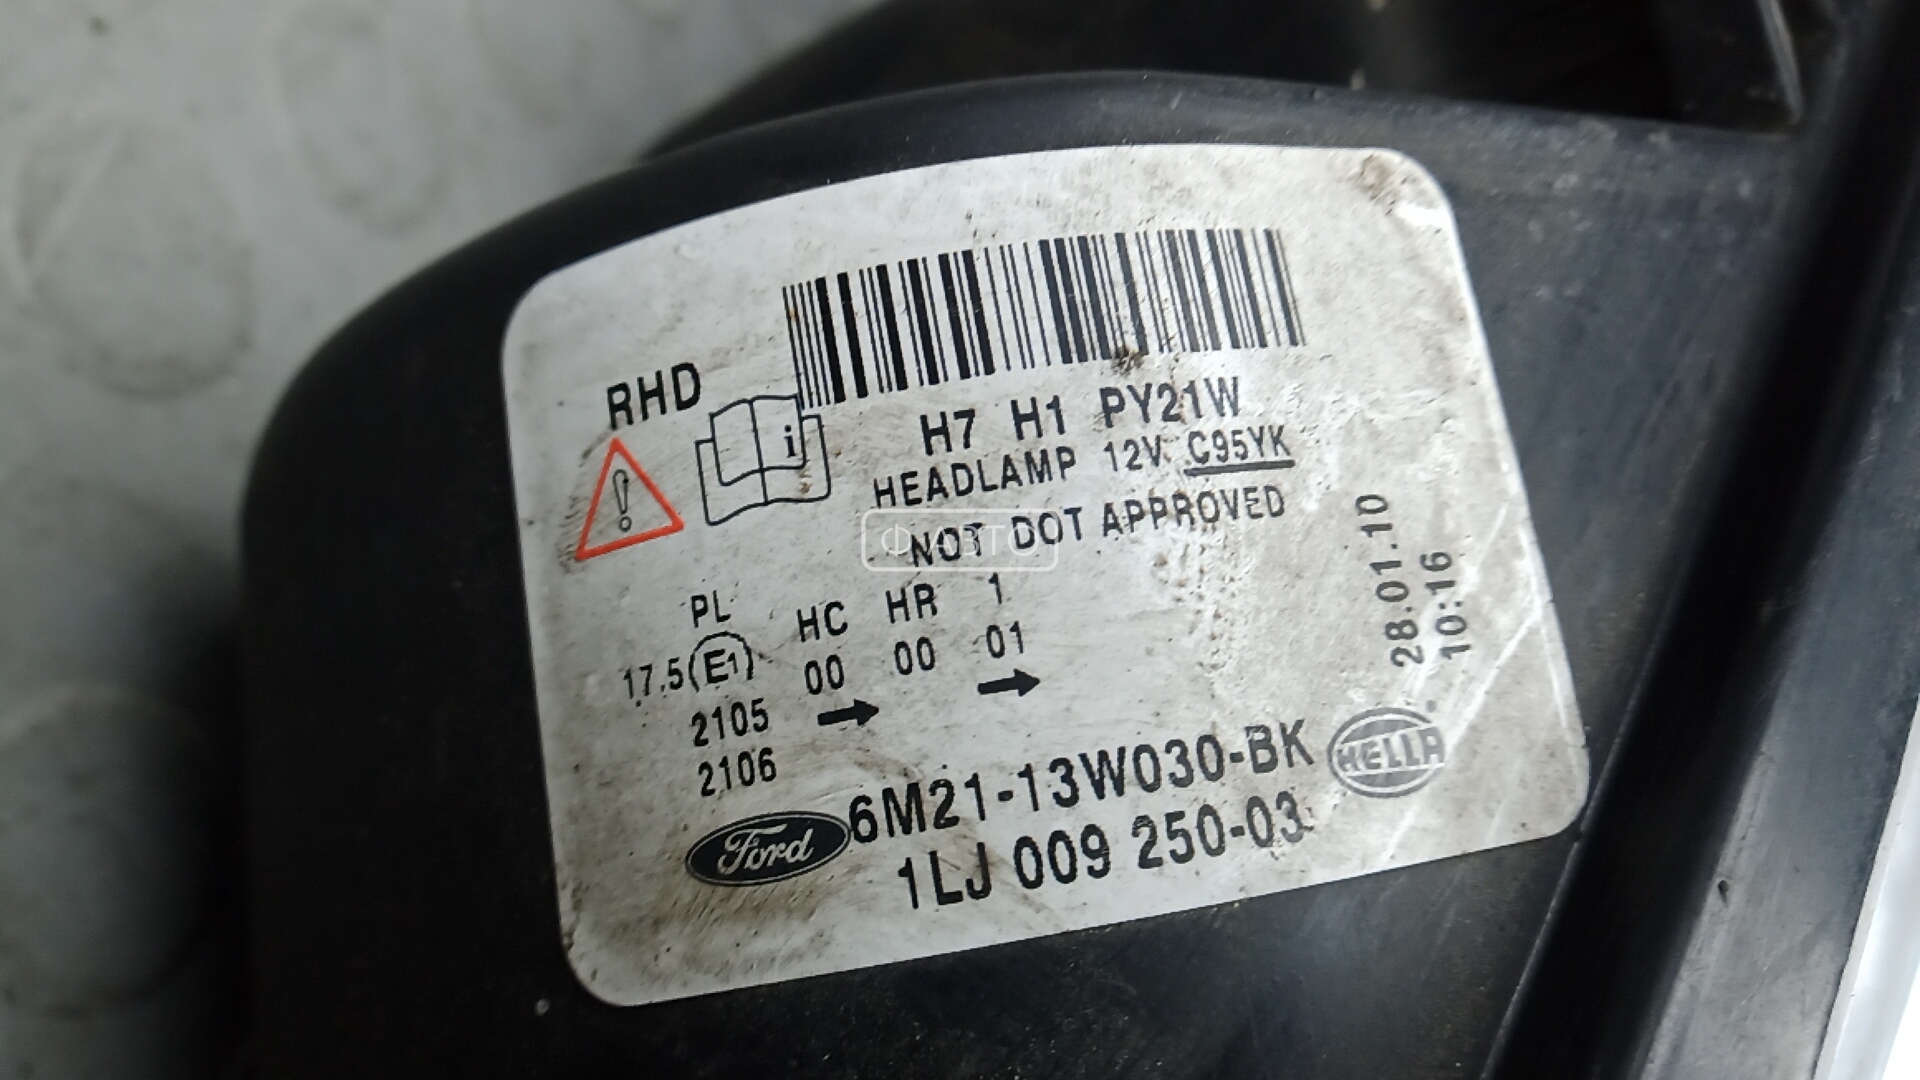 RHD
H7 H1 PY21W
HEADLAMP 12V. C95YK
NOT DOT APPROVED
ФАВТО
PL HC HR 1
17.5 E1 00 00 01
2105
2106
28.01.10
10:16
Ford 6M21-13W030-BK HELLA
1LJ 009 250-03
i